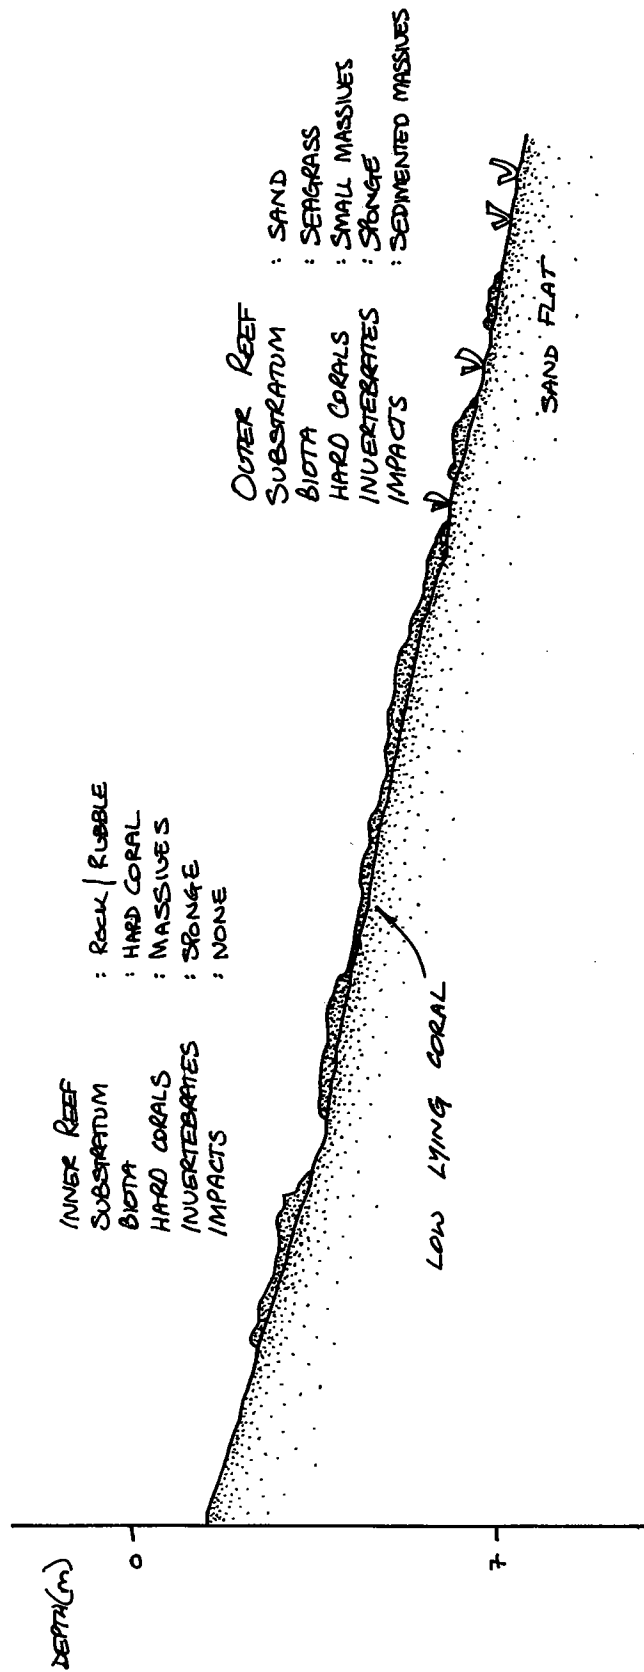 DEPTH(m)
0
7
INNER REEF
SUBSTRATUM : ROCK / RUBBLE
BIOTA : HARD CORAL
HARD CORALS : MASSIVES
INVERTEBRATES : SPONGE
IMPACTS : NONE
OUTER REEF
SUBSTRATUM : SAND
BIOTA : SEAGRASS
HARD CORALS : SMALL MASSIVES
INVERTEBRATES : SPONGE
IMPACTS : SEDIMENTED MASSIVES
LOW LYING CORAL
SAND FLAT